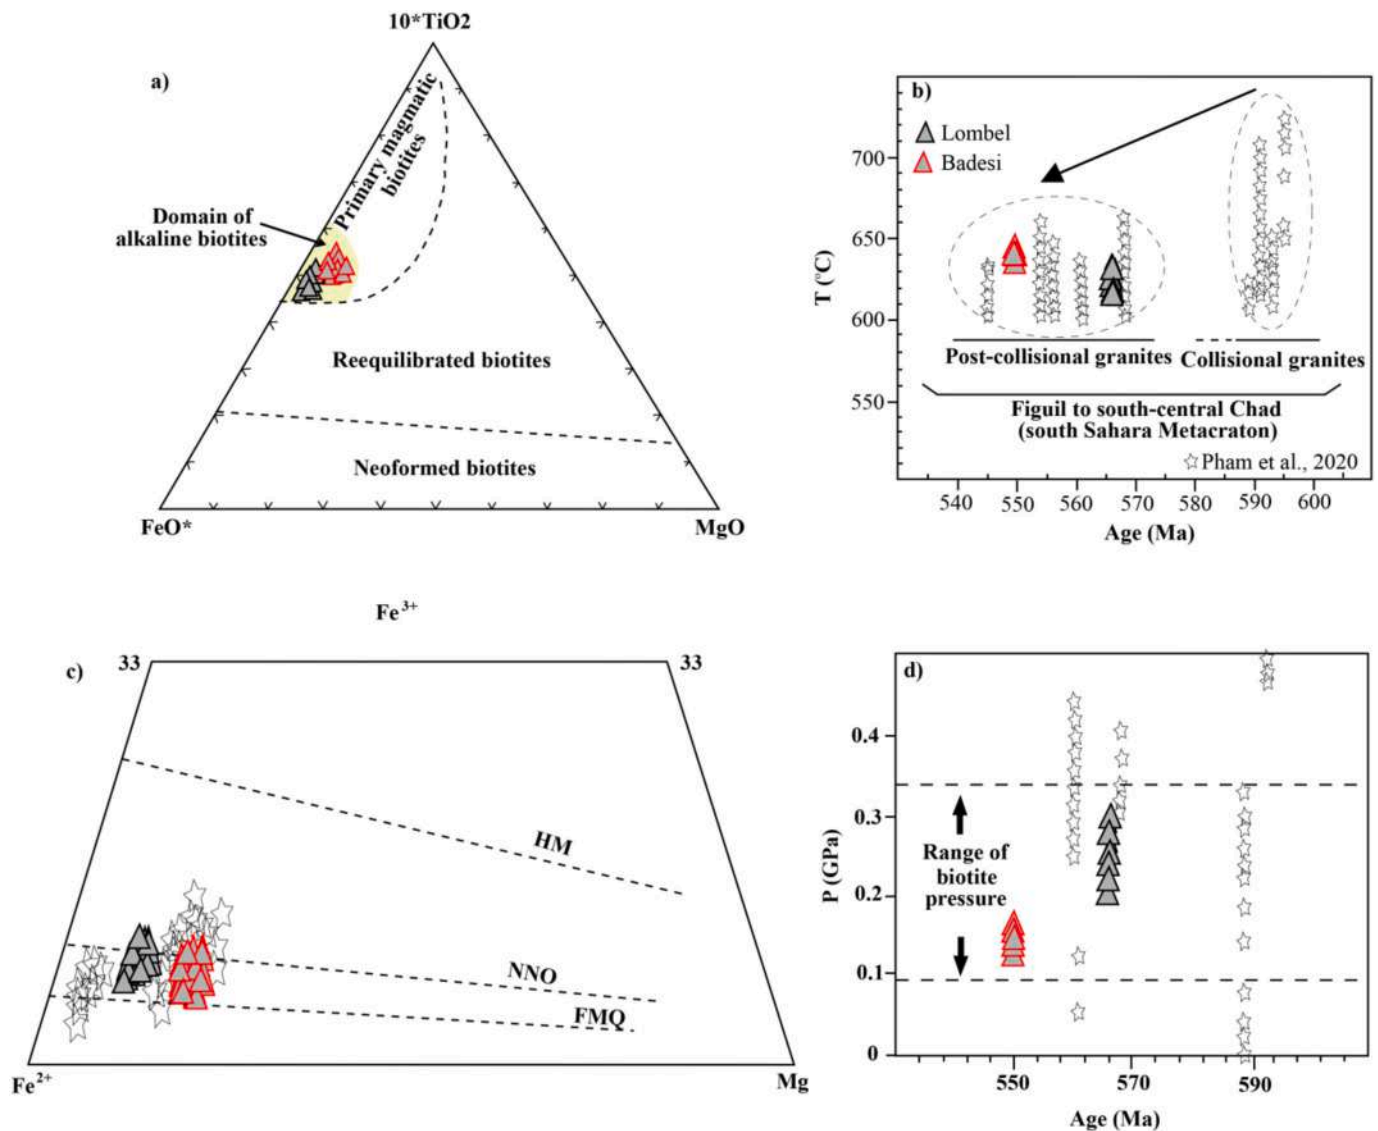 10*TiO2
a)
Primary magmatic
biotites
Domain of
alkaline biotites
Reequilibrated biotites
Neoformed biotites
FeO*
MgO
b)
Lombel
Badesi
700
650
600
550
T (°C)
Post-collisional granites
Collisional granites
Figuil to south-central Chad
(south Sahara Metacraton)
Pham et al., 2020
540
550
560
570
580
590
600
Age (Ma)
Fe3+
c)
33
33
HM
NNO
FMQ
Fe2+
Mg
d)
0.4
0.3
0.2
0.1
0
P (GPa)
Range of
biotite
pressure
550
570
590
Age (Ma)